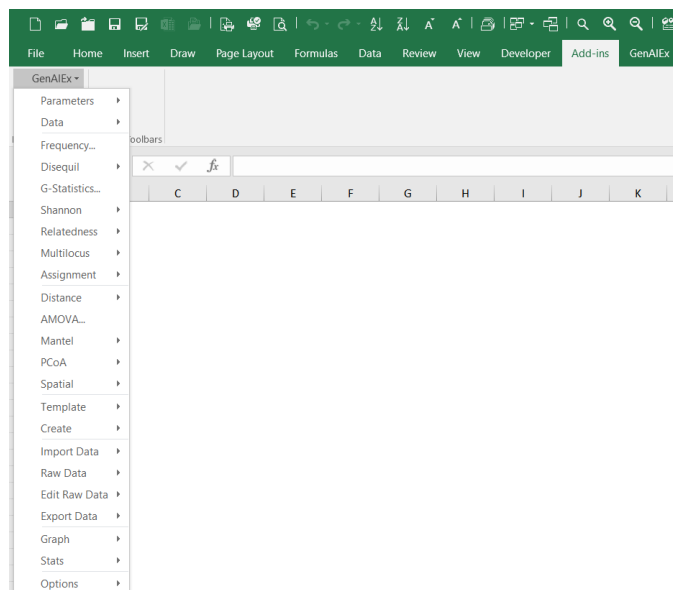 File Home Insert Draw Page Layout Formulas Data Review View Developer Add-ins GenAlEx
GenAlEx
Parameters
Data
oolbars
Frequency...
Disequil
fx
G-Statistics...
C D E F G H I J K
Shannon
Relatedness
Multilocus
Assignment
Distance
AMOVA...
Mantel
PCoA
Spatial
Template
Create
Import Data
Raw Data
Edit Raw Data
Export Data
Graph
Stats
Options